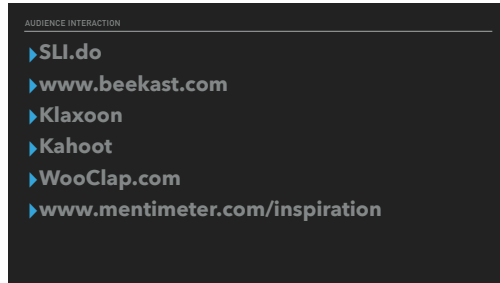 AUDIENCE INTERACTION
SLI.do
www.beekast.com
Klaxoon
Kahoot
WooClap.com
www.mentimeter.com/inspiration